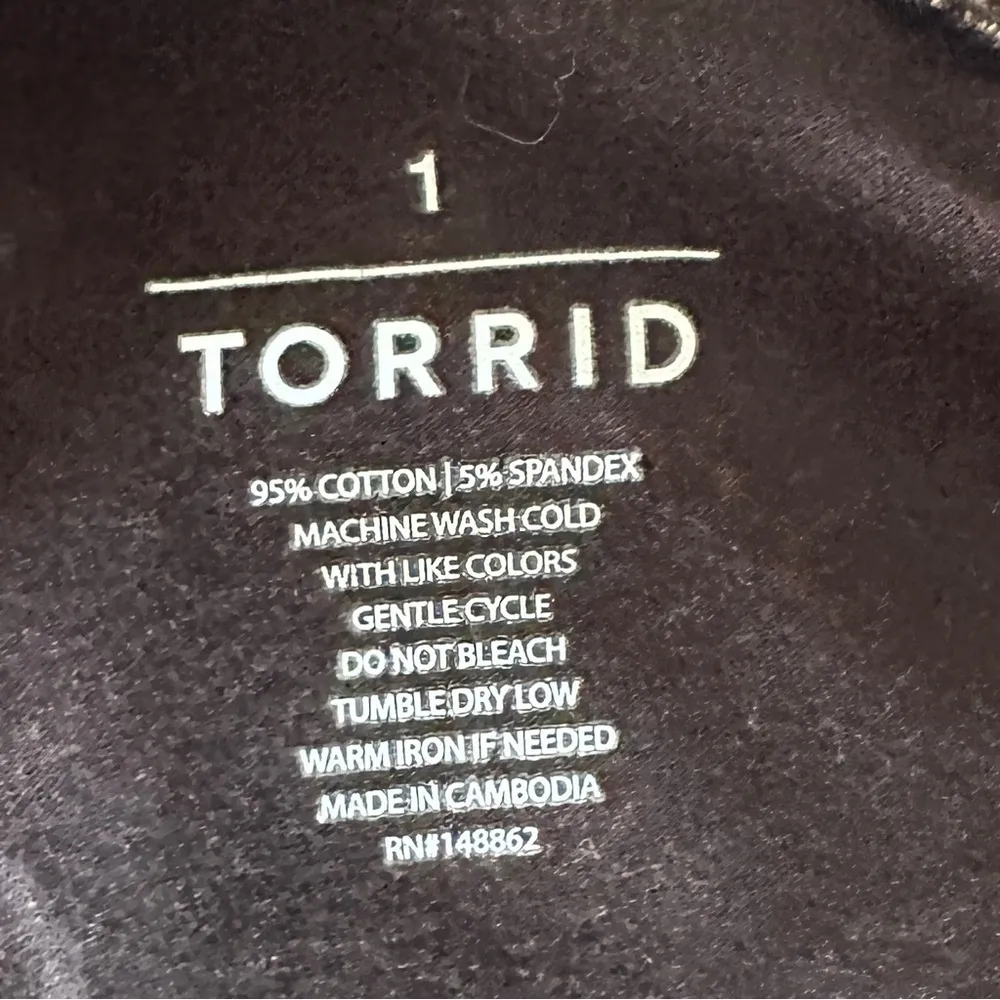 1
TORRID
95% COTTON | 5% SPANDEX
MACHINE WASH COLD
WITH LIKE COLORS
GENTLE CYCLE
DO NOT BLEACH
TUMBLE DRY LOW
WARM IRON IF NEEDED
MADE IN CAMBODIA
RN#148862